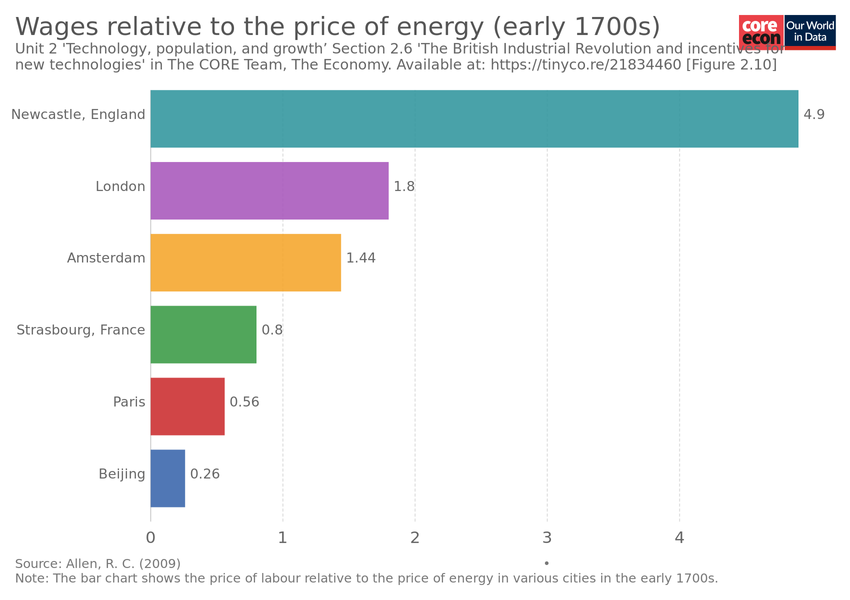 Wages relative to the price of energy (early 1700s)
core
econ
Our World
in Data
Unit 2 'Technology, population, and growth’ Section 2.6 'The British Industrial Revolution and incentives for
new technologies' in The CORE Team, The Economy. Available at: https://tinyco.re/21834460 [Figure 2.10]
Newcastle, England
4.9
London
1.8
Amsterdam
1.44
Strasbourg, France
0.8
Paris
0.56
Beijing
0.26
0 1 2 3 4
Source: Allen, R. C. (2009) •
Note: The bar chart shows the price of labour relative to the price of energy in various cities in the early 1700s.